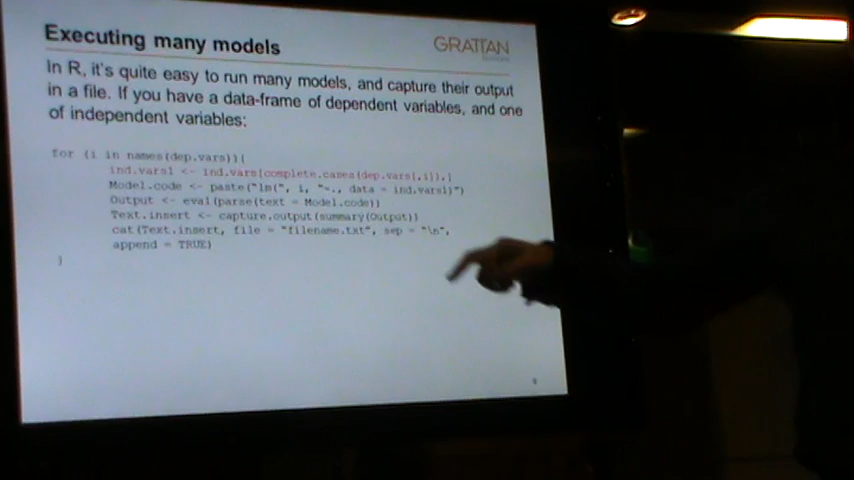 Executing many models
GRATTAN
In R, it's quite easy to run many models, and capture their output
in a file. If you have a data-frame of dependent variables, and one
of independent variables:
for (i in names(dep.vars)){
ind.vars1 <- ind.vars[complete.cases(dep.vars[,i]),]
Model.code <- paste("lm(", i, "~., data = ind.vars1)")
Output <- eval(parse(text = Model.code))
Text.insert <- capture.output(summary(Output))
cat(Text.insert, file = "filename.txt", sep = "\n",
append = TRUE)
}
9